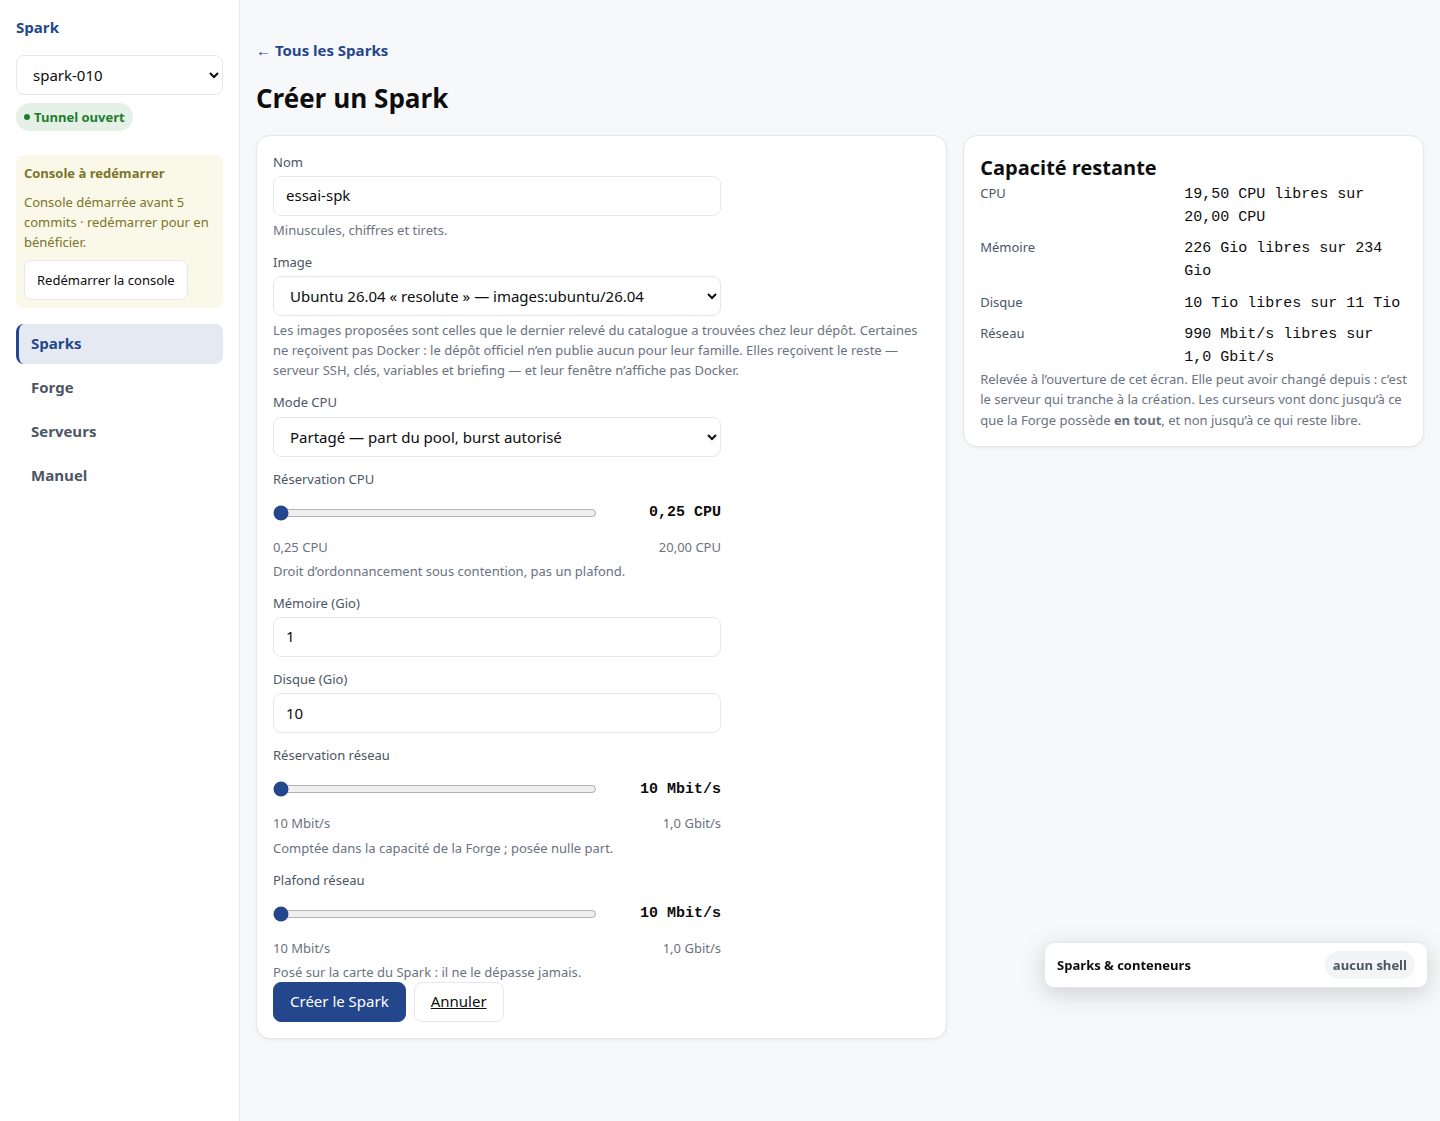 Spark
spark-010
Tunnel ouvert
Console à redémarrer
Console démarrée avant 5
commits · redémarrer pour en
bénéficier.
Redémarrer la console
Sparks
Forge
Serveurs
Manuel
← Tous les Sparks
Créer un Spark
Nom
essai-spk
Minuscules, chiffres et tirets.
Image
Ubuntu 26.04 « resolute » — images:ubuntu/26.04
Les images proposées sont celles que le dernier relevé du catalogue a trouvées chez leur dépôt. Certaines
ne reçoivent pas Docker : le dépôt officiel n’en publie aucun pour leur famille. Elles reçoivent le reste —
serveur SSH, clés, variables et briefing — et leur fenêtre n’affiche pas Docker.
Mode CPU
Partagé — part du pool, burst autorisé
Réservation CPU
0,25 CPU
0,25 CPU 20,00 CPU
Droit d’ordonnancement sous contention, pas un plafond.
Mémoire (Gio)
1
Disque (Gio)
10
Réservation réseau
10 Mbit/s
10 Mbit/s 1,0 Gbit/s
Comptée dans la capacité de la Forge ; posée nulle part.
Plafond réseau
10 Mbit/s
10 Mbit/s 1,0 Gbit/s
Posé sur la carte du Spark : il ne le dépasse jamais.
Créer le Spark Annuler
Capacité restante
CPU 19,50 CPU libres sur
20,00 CPU
Mémoire 226 Gio libres sur 234
Gio
Disque 10 Tio libres sur 11 Tio
Réseau 990 Mbit/s libres sur
1,0 Gbit/s
Relevée à l’ouverture de cet écran. Elle peut avoir changé depuis : c’est
le serveur qui tranche à la création. Les curseurs vont donc jusqu’à ce
que la Forge possède en tout, et non jusqu’à ce qui reste libre.
Sparks & conteneurs aucun shell